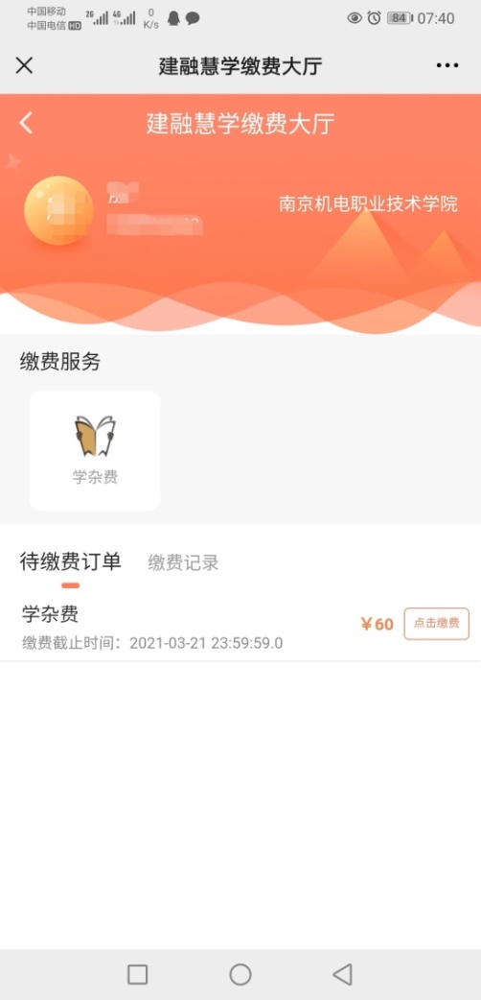 中国移动
中国电信 HD
2G 4G
0
K/s
84 07:40
建融慧学缴费大厅
建融慧学缴费大厅
南京机电职业技术学院
缴费服务
学杂费
待缴费订单 缴费记录
学杂费
缴费截止时间：2021-03-21 23:59:59.0
￥60 点击缴费